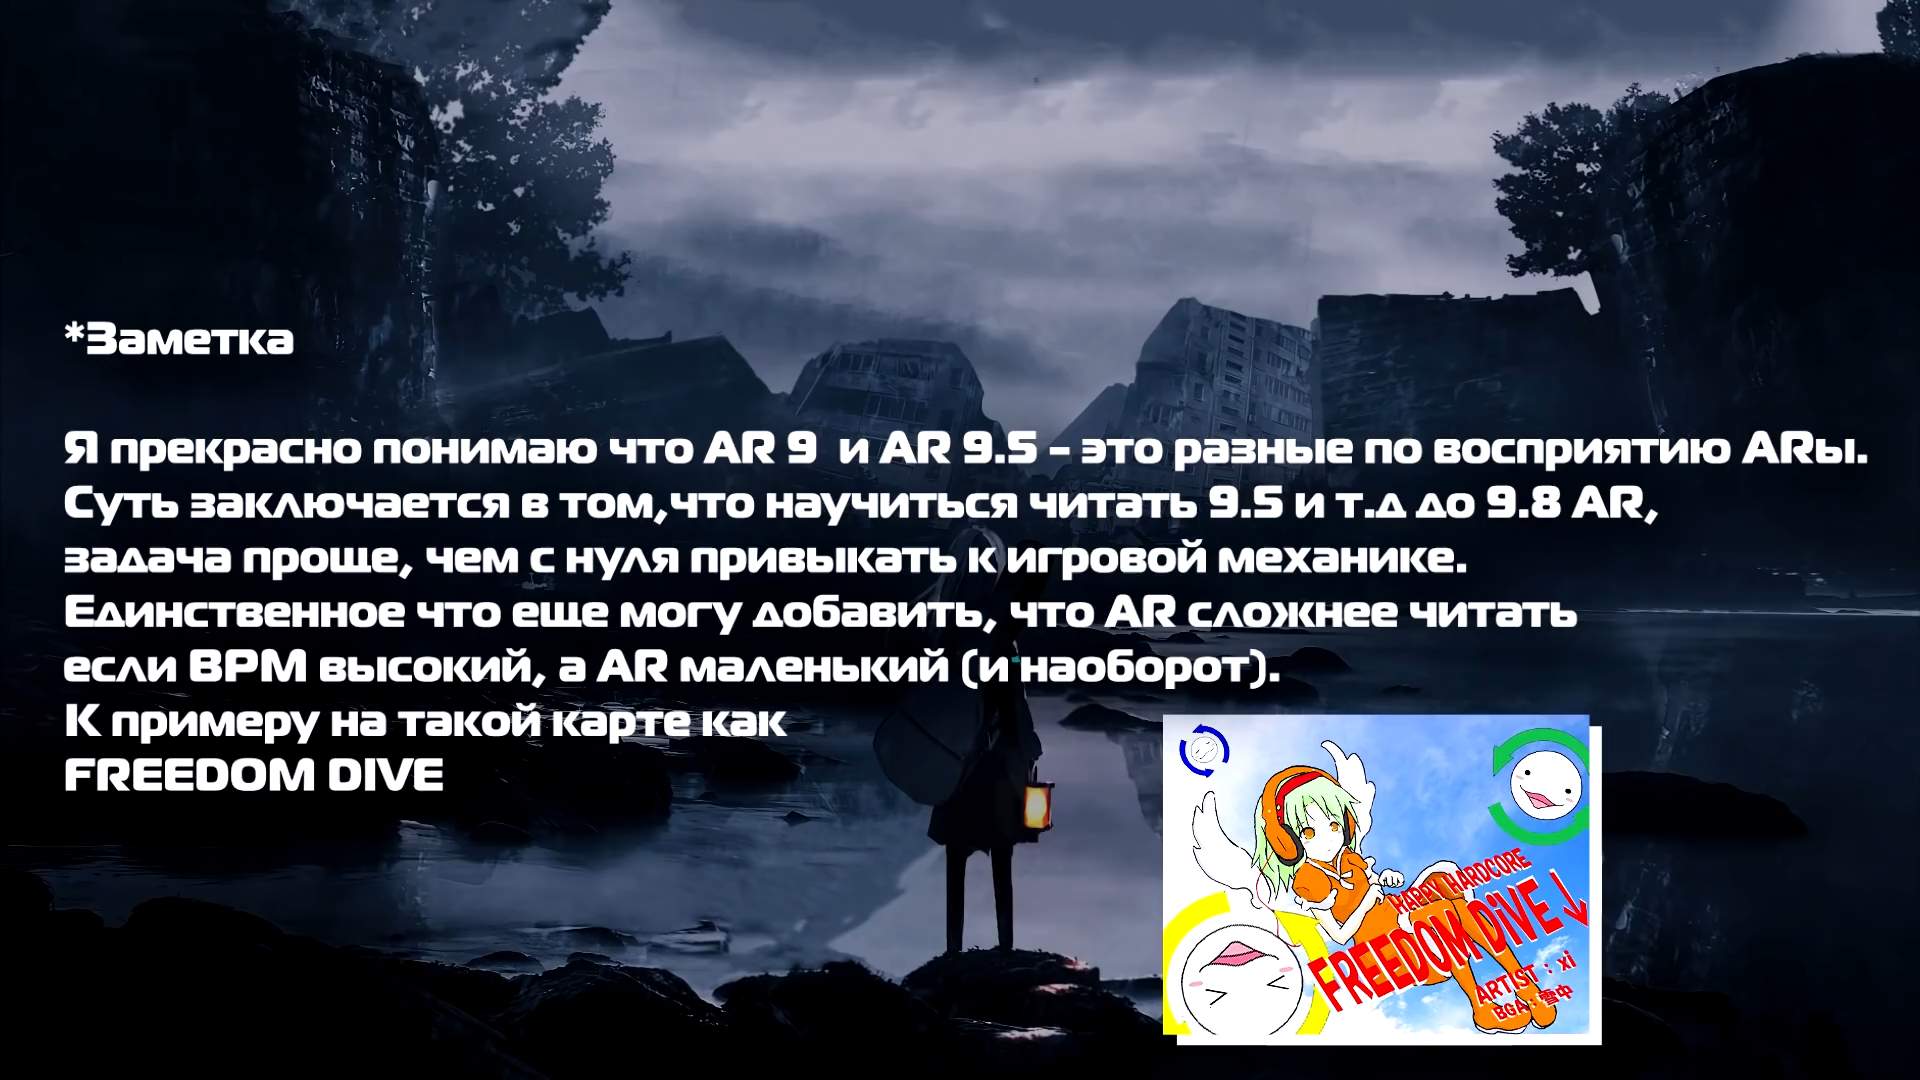 *Заметка
Я прекрасно понимаю что AR 9 и AR 9.5 - это разные по восприятию ARы.
Суть заключается в том,что научиться читать 9.5 и т.д до 9.8 AR,
задача проще, чем с нуля привыкать к игровой механике.
Единственное что еще могу добавить, что AR сложнее читать
если BPM высокий, а AR маленький (и наоборот).
К примеру на такой карте как
FREEDOM DIVE
HAPPY HARDCORE
FREEDOM DiVE↓
ARTIST : xi
BGA : 雪中